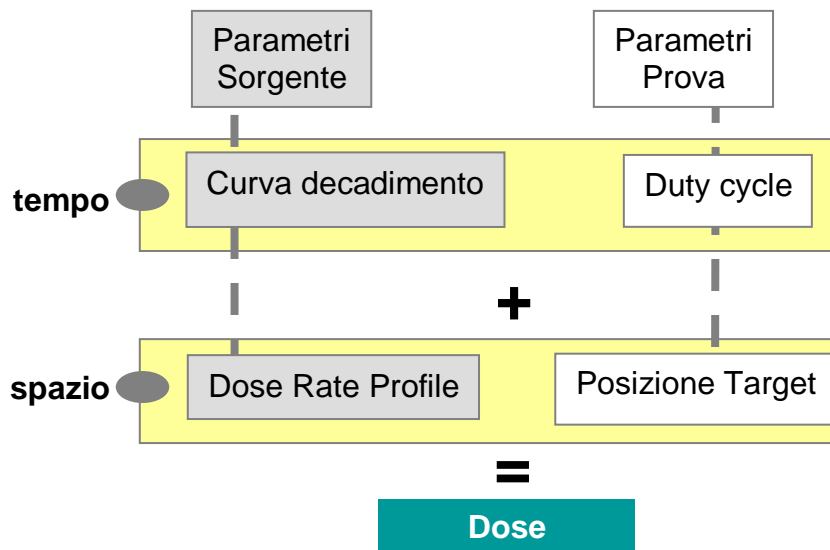 Parametri
Sorgente
Parametri
Prova
tempo
Curva decadimento
Duty cycle
+
spazio
Dose Rate Profile
Posizione Target
=
Dose